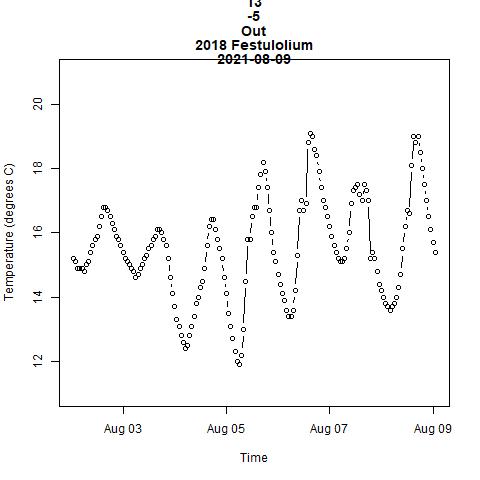 13
-5
Out
2018 Festulolium
2021-08-09
Temperature (degrees C)
20
18
16
14
12
Aug 03 Aug 05 Aug 07 Aug 09
Time